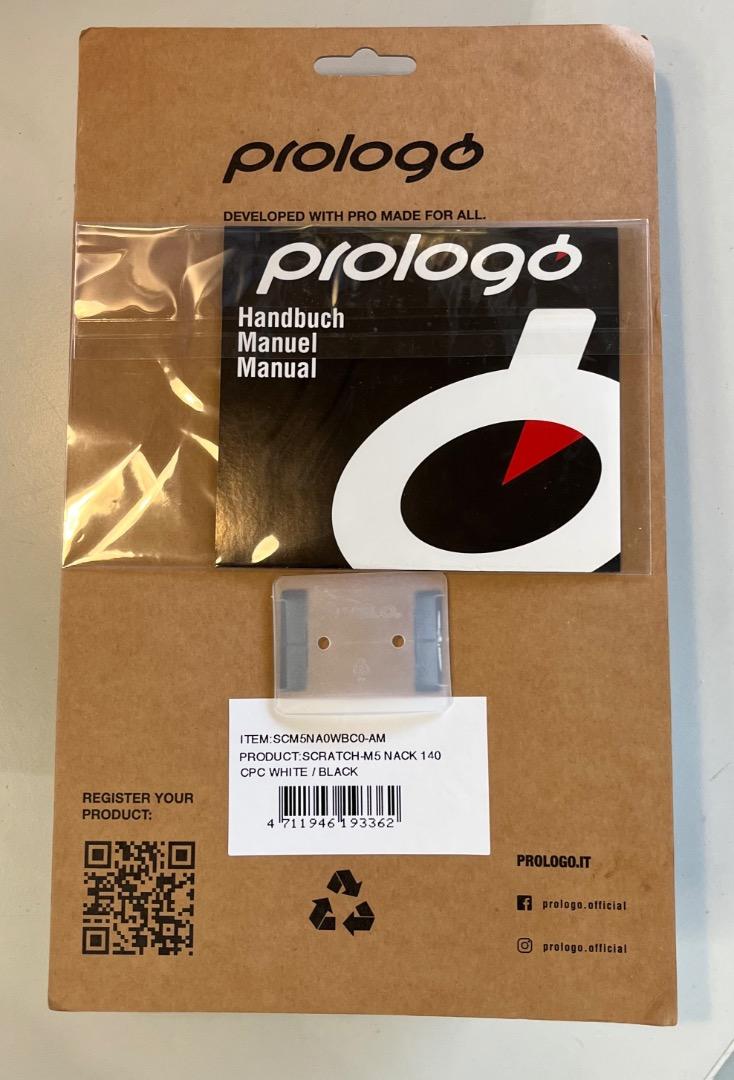 prologo
DEVELOPED WITH PRO MADE FOR ALL.
prologo
Handbuch
Manuel
Manual
ITEM:SCM5NA0WBC0-AM
PRODUCT:SCRATCH-M5 NACK 140
CPC WHITE / BLACK
4 711946 193362
REGISTER YOUR
PRODUCT:
PROLOGO.IT
prologo.official
prologo.official